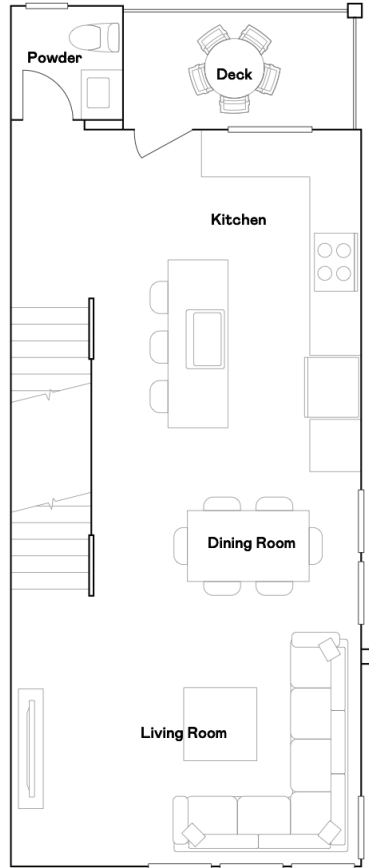 Powder
Deck
Kitchen
Dining Room
Living Room